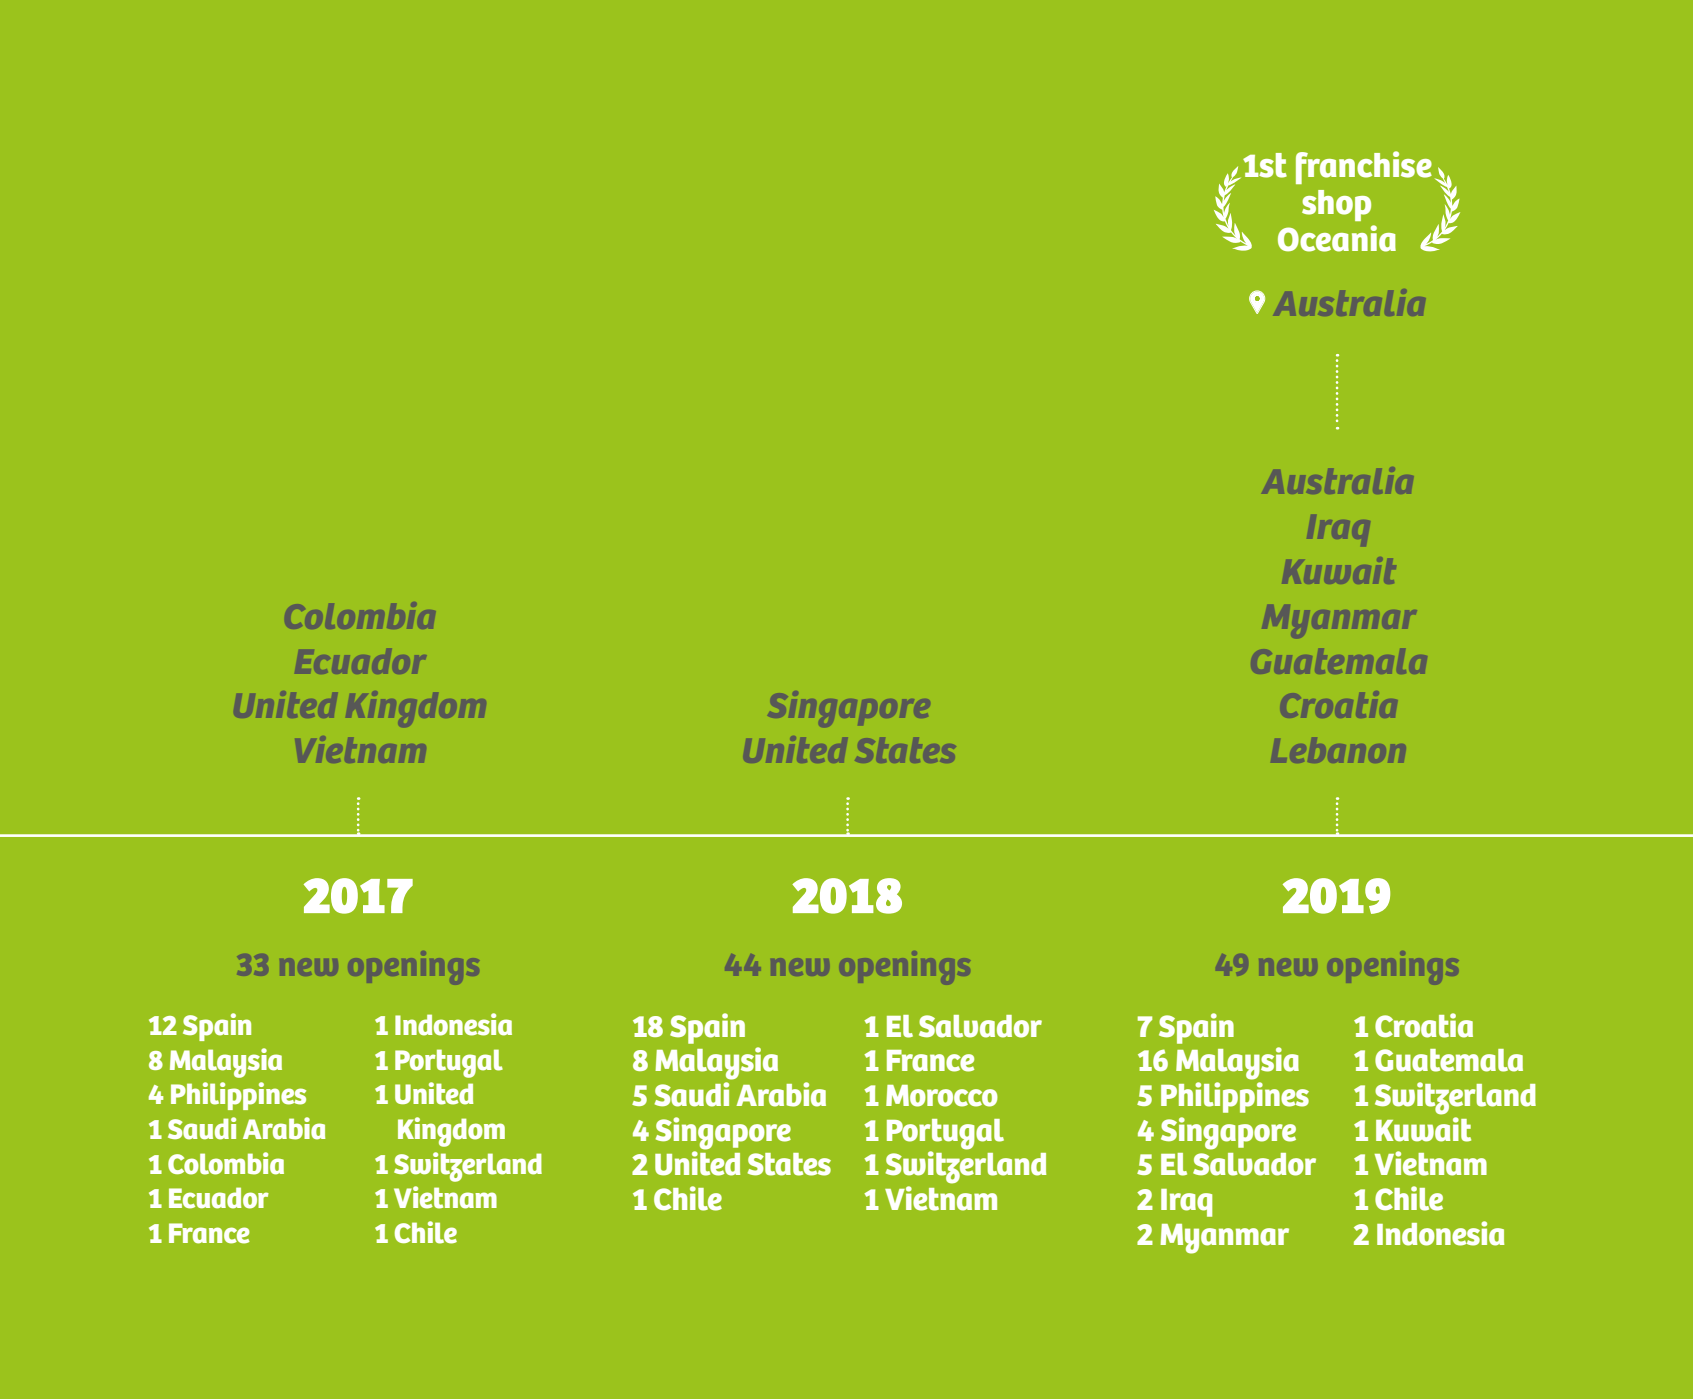 1st franchise
shop
Oceania
Australia
Australia
Iraq
Kuwait
Myanmar
Guatemala
Croatia
Lebanon
Colombia
Ecuador
United Kingdom
Vietnam
Singapore
United States
2017
33 new openings
12 Spain
8 Malaysia
4 Philippines
1 Saudi Arabia
1 Colombia
1 Ecuador
1 France
1 Indonesia
1 Portugal
1 United
Kingdom
1 Switzerland
1 Vietnam
1 Chile
2018
44 new openings
18 Spain
8 Malaysia
5 Saudi Arabia
4 Singapore
2 United States
1 Chile
1 El Salvador
1 France
1 Morocco
1 Portugal
1 Switzerland
1 Vietnam
2019
49 new openings
7 Spain
16 Malaysia
5 Philippines
4 Singapore
5 El Salvador
2 Iraq
2 Myanmar
1 Croatia
1 Guatemala
1 Switzerland
1 Kuwait
1 Vietnam
1 Chile
2 Indonesia